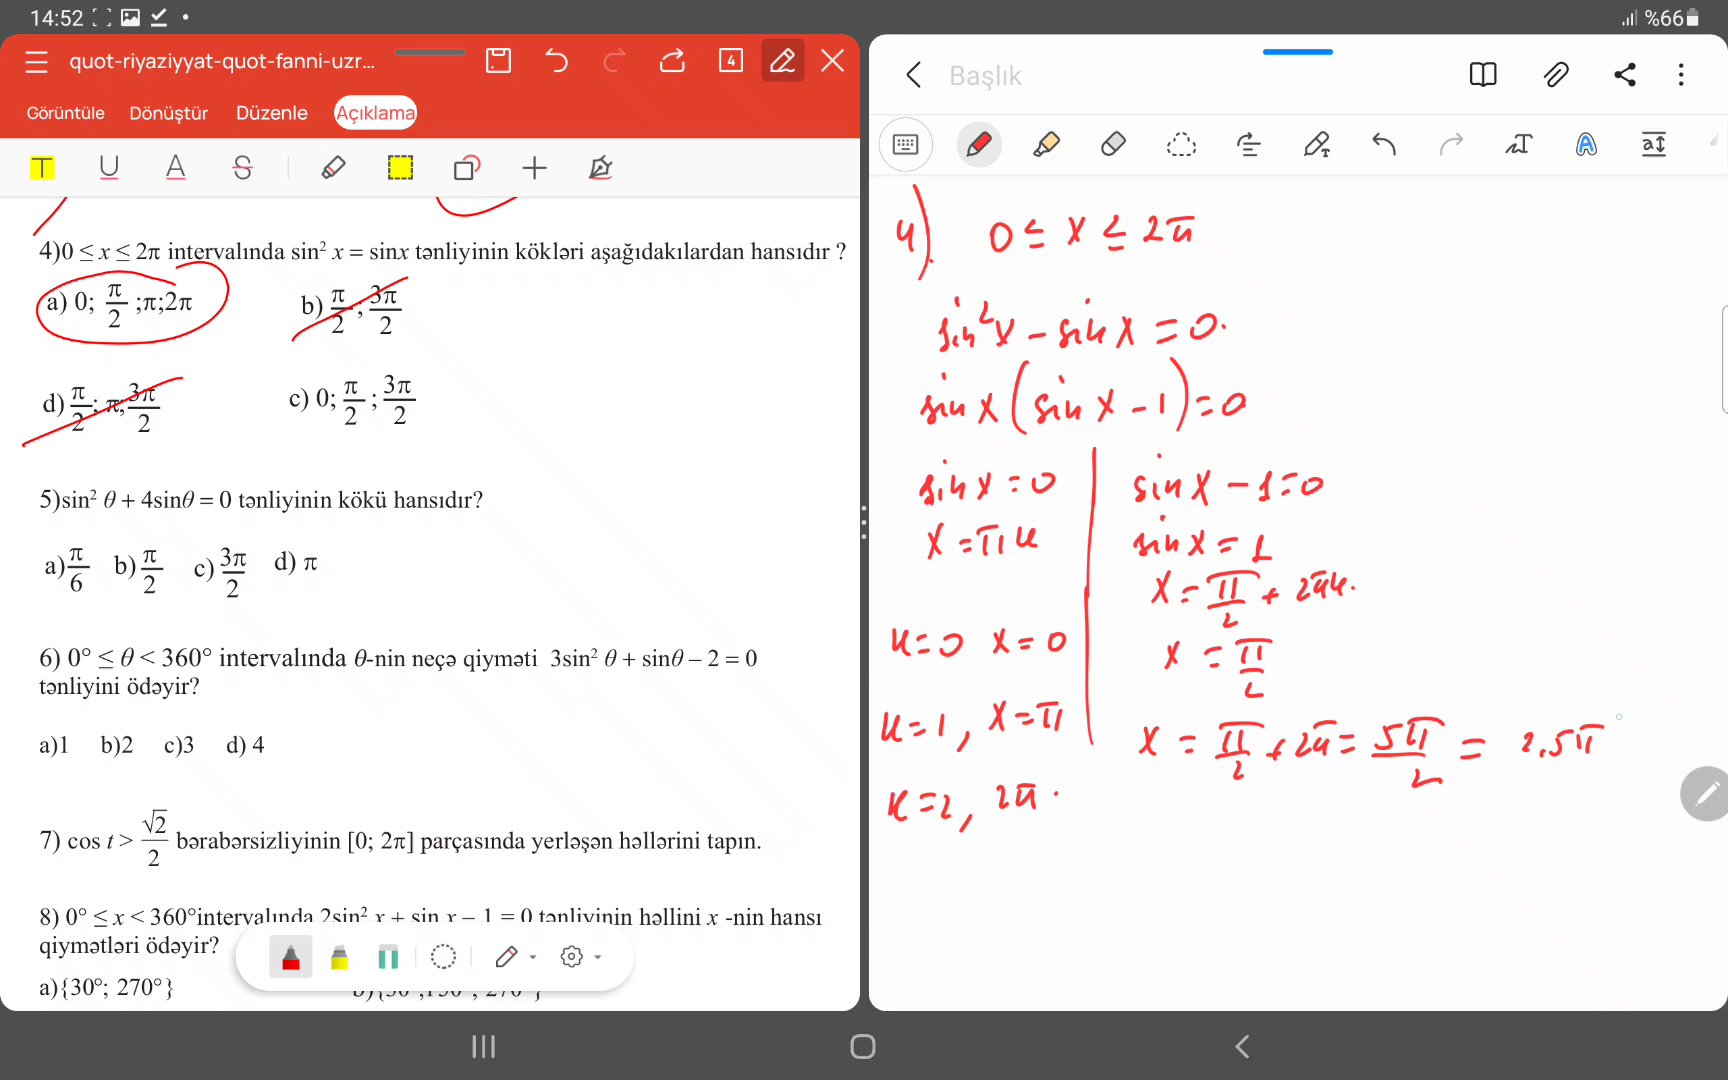 14:52
%66
quot-riyaziyyat-quot-fanni-uzr...
4
Görüntüle Dönüştür Düzenle Açıklama
4)0 ≤ x ≤ 2π intervalında sin² x = sinx tənliyinin kökləri aşağıdakılardan hansıdır ?
a) 0; π/2 ;π;2π b) π/2 ; 3π/2
d) π/2; π; 3π/2 c) 0; π/2 ; 3π/2
5)sin² θ + 4sinθ = 0 tənliyinin kökü hansıdır?
a) π/6 b) π/2 c) 3π/2 d) π
6) 0° ≤ θ < 360° intervalında θ-nin neçə qiyməti 3sin² θ + sinθ – 2 = 0
tənliyini ödəyir?
a)1 b)2 c)3 d) 4
7) cos t > √2/2 bərabərsizliyinin [0; 2π] parçasında yerləşən həllərini tapın.
8) 0° ≤ x < 360°intervalında 2sin² x + sin x – 1 = 0 tənliyinin həllini x -nin hansı
qiymətləri ödəyir?
a){30°; 270°}
Başlık
4) 0 ≤ x ≤ 2π
sin²x – sin x = 0.
sin x (sin x – 1) = 0
sin x = 0 sin x – 1 = 0
x = πk sin x = 1
x = π/2 + 2πk.
k=0 x=0 x = π/2
k=1, x=π x = π/2 + 2π = 5π/2 = 2.5π
k=2, 2π.